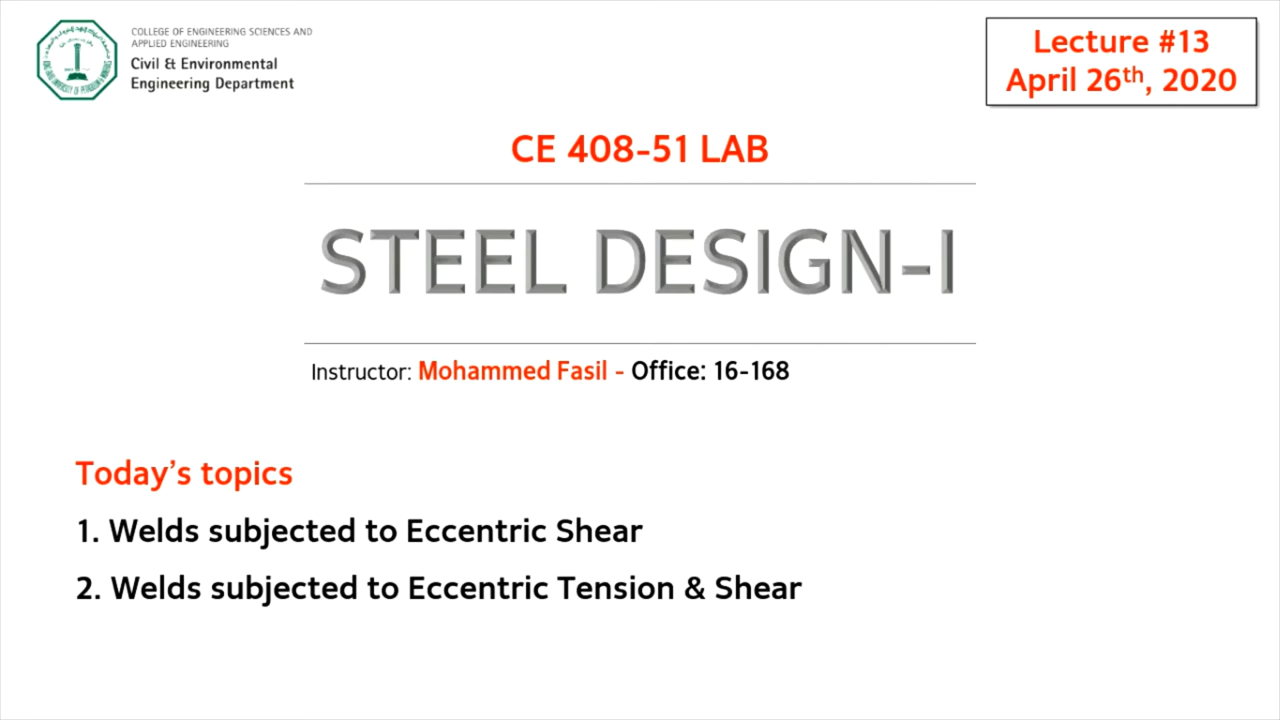 COLLEGE OF ENGINEERING SCIENCES AND
APPLIED ENGINEERING
Civil & Environmental
Engineering Department
Lecture #13
April 26th, 2020
CE 408-51 LAB
STEEL DESIGN-I
Instructor: Mohammed Fasil - Office: 16-168
Today's topics
1. Welds subjected to Eccentric Shear
2. Welds subjected to Eccentric Tension & Shear